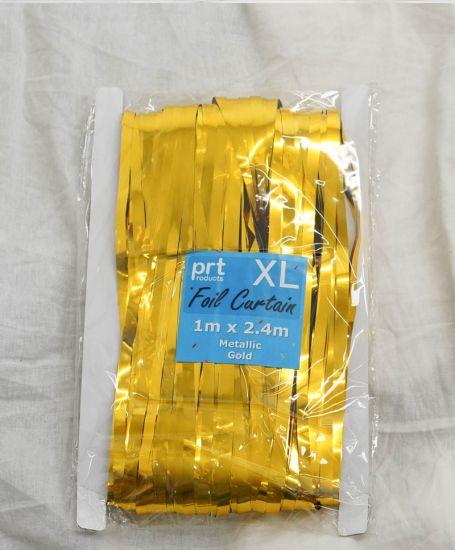 prt XL
Products
Foil Curtain
1m x 2.4m
Metallic
Gold